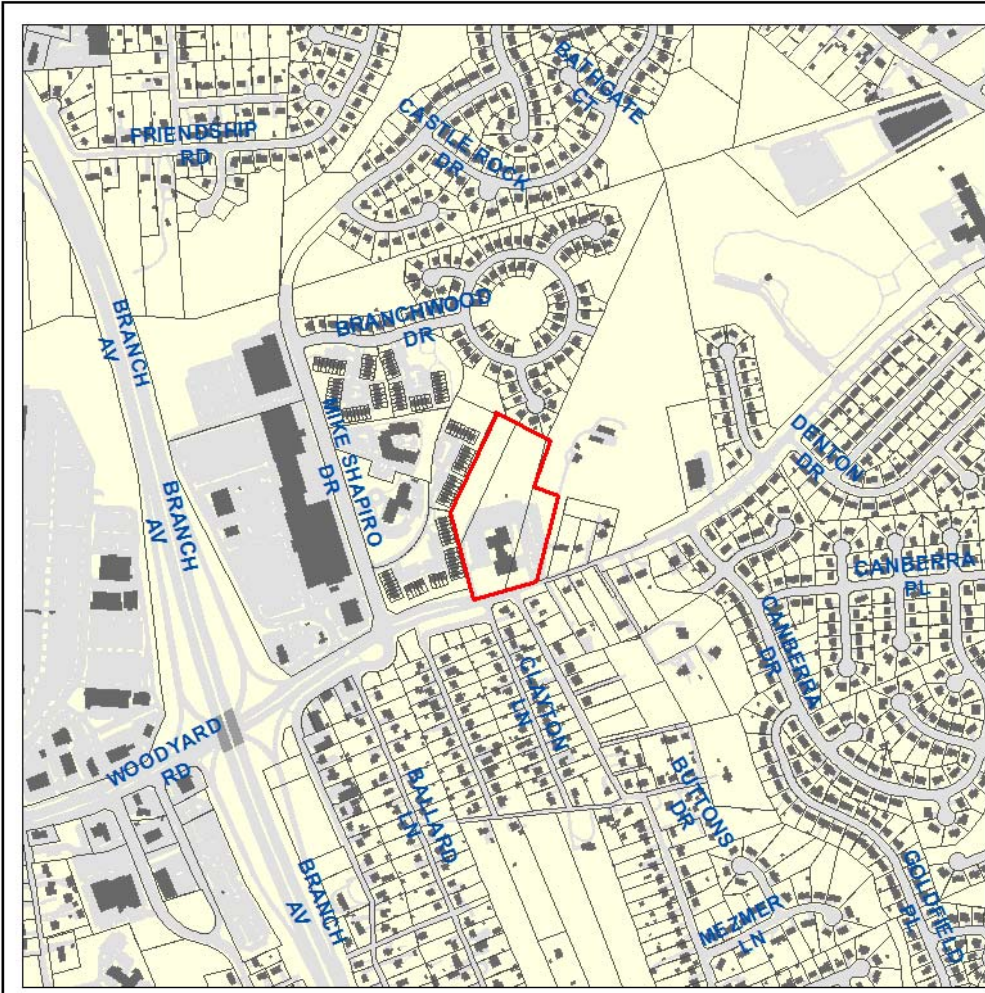 BATHGATE
CT
CASTLE ROCK
DR
FRIENDSHIP
RD
BRANCH
AV
BRANCHWOOD
DR
MIKE SHAPIRO
DR
DENTON
DR
BRANCH
AV
CANBERRA
PL
CANBERRA
DR
CLAYTON
LN
WOODYARD
RD
BALLARD
LN
BUTTONS
DR
BRANCH
AV
MEZMER
LN
GOLDFIELD
PL